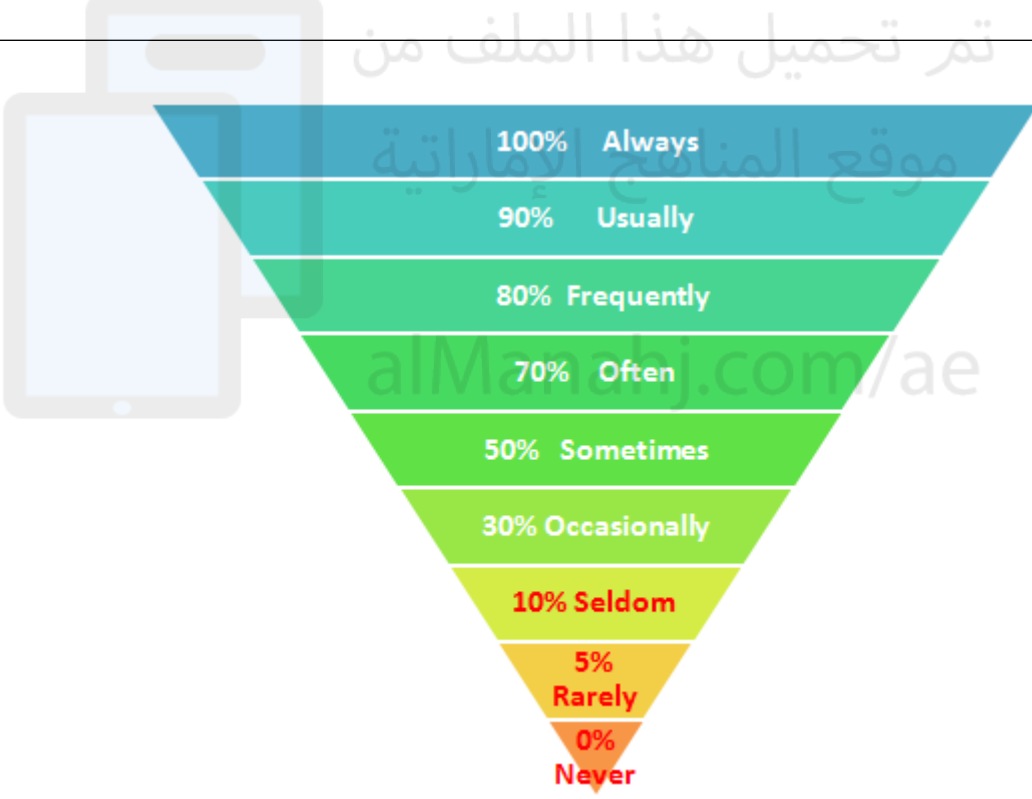 تم تحميل هذا الملف من
موقع المناهج الإماراتية
alManahj.com/ae
100% Always
90% Usually
80% Frequently
70% Often
50% Sometimes
30% Occasionally
10% Seldom
5%
Rarely
0%
Never